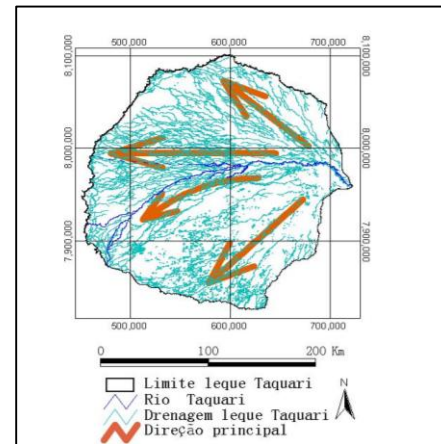 500,000 600,000 700,000
8,100,000 8,100,000
8,000,000 8,000,000
7,900,000 7,900,000
500,000 600,000 700,000
0 100 200 Km
Limite leque Taquari
Rio Taquari
Drenagem leque Taquari
Direção principal
N